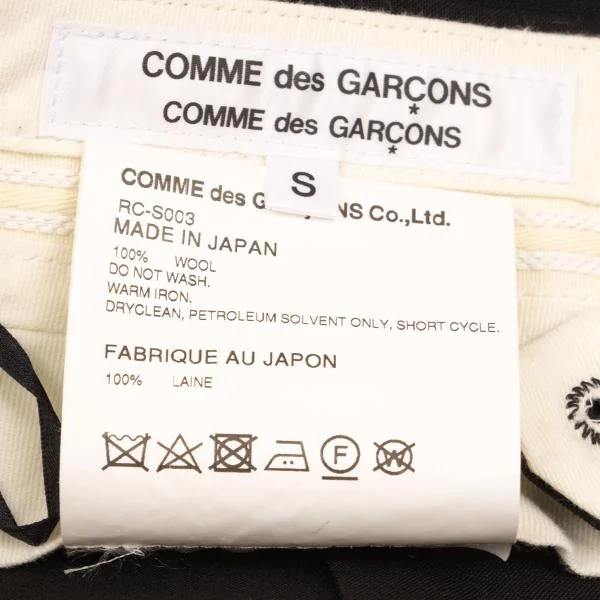 COMME des GARÇONS
COMME des GARÇONS
S
COMME des G NS Co.,Ltd.
RC-S003
MADE IN JAPAN
100% WOOL
DO NOT WASH.
WARM IRON.
DRYCLEAN, PETROLEUM SOLVENT ONLY, SHORT CYCLE.
FABRIQUE AU JAPON
100% LAINE
F
W